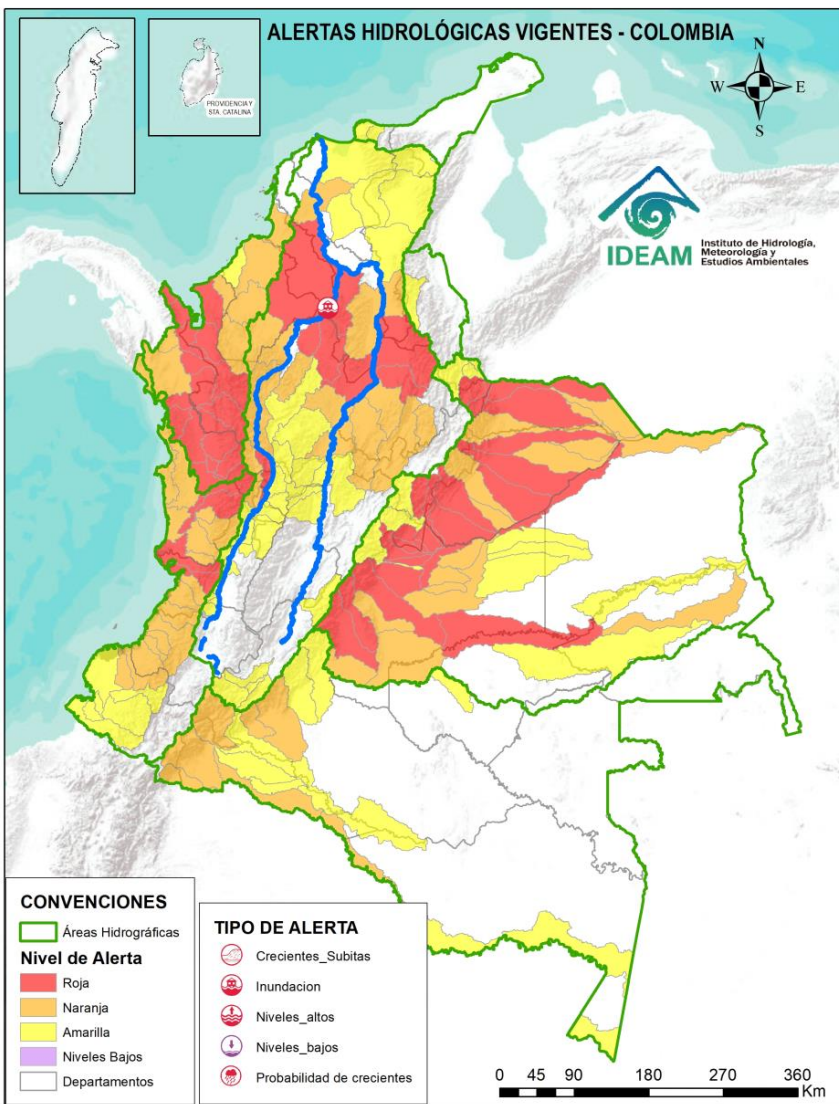 ALERTAS HIDROLÓGICAS VIGENTES - COLOMBIA
PROVIDENCIA Y
STA. CATALINA
N
W
E
S
IDEAM
Instituto de Hidrología,
Meteorología y
Estudios Ambientales
CONVENCIONES
Áreas Hidrográficas
Nivel de Alerta
Roja
Naranja
Amarilla
Niveles Bajos
Departamentos
TIPO DE ALERTA
Crecientes_Subitas
Inundacion
Niveles_altos
Niveles_bajos
Probabilidad de crecientes
0 45 90 180 270 360
Km